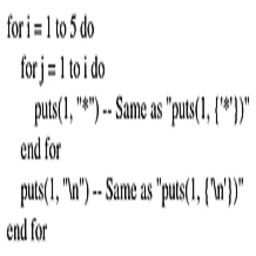 for i = 1 to 5 do
    for j = 1 to i do
        puts(1, "*") -- Same as "puts(1, {'*'})"
    end for
    puts(1, "\n") -- Same as "puts(1, {'\n'})"
end for